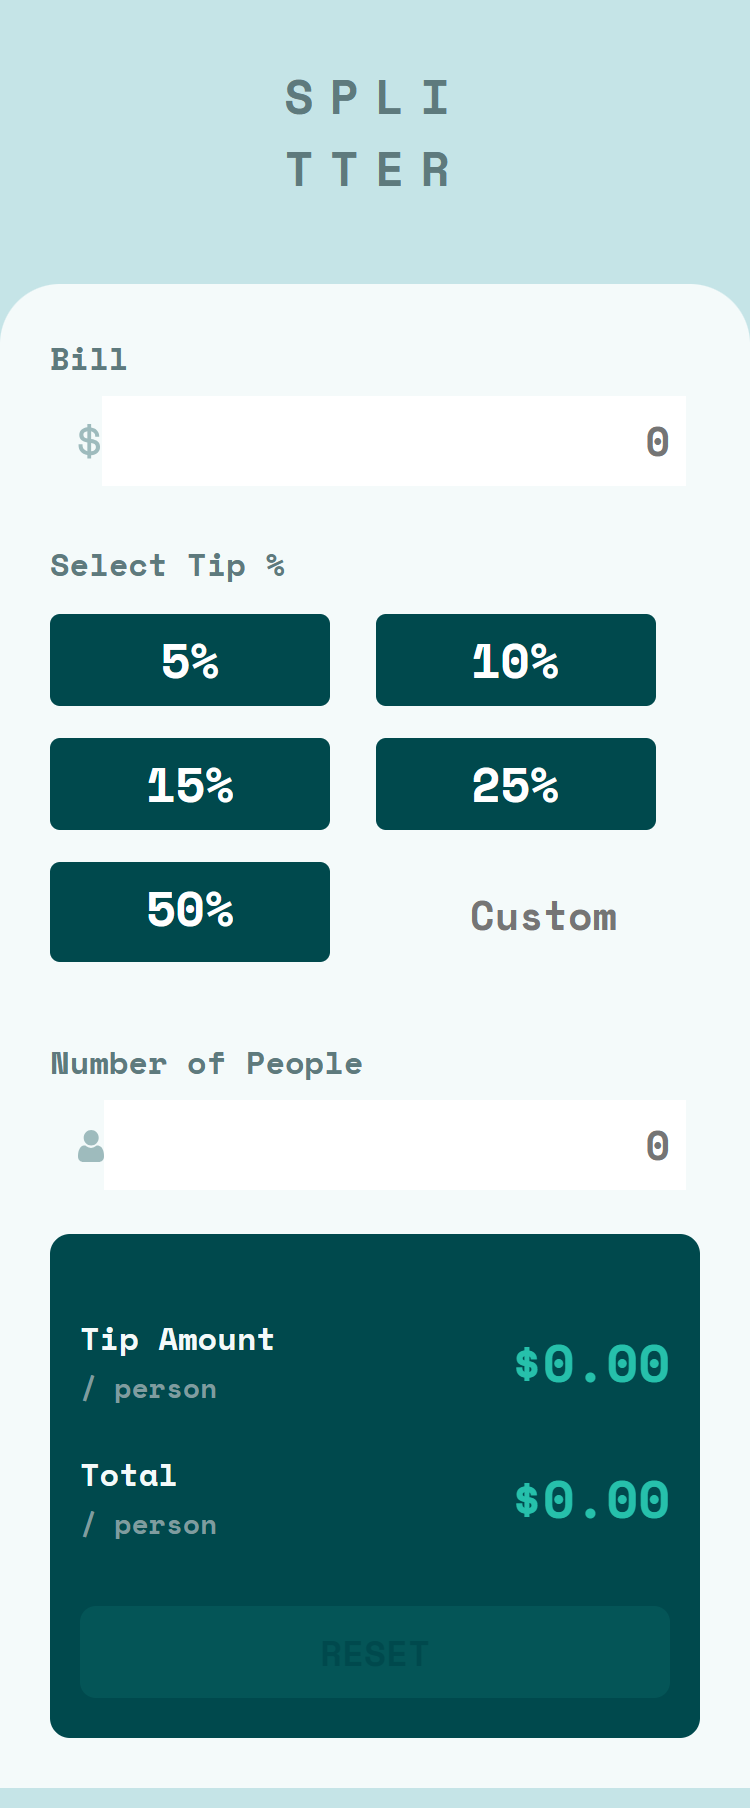 SPLI
TTER
Bill
$ 0
Select Tip %
5% 10%
15% 25%
50% Custom
Number of People
0
Tip Amount
/ person
$0.00
Total
/ person
$0.00
RESET